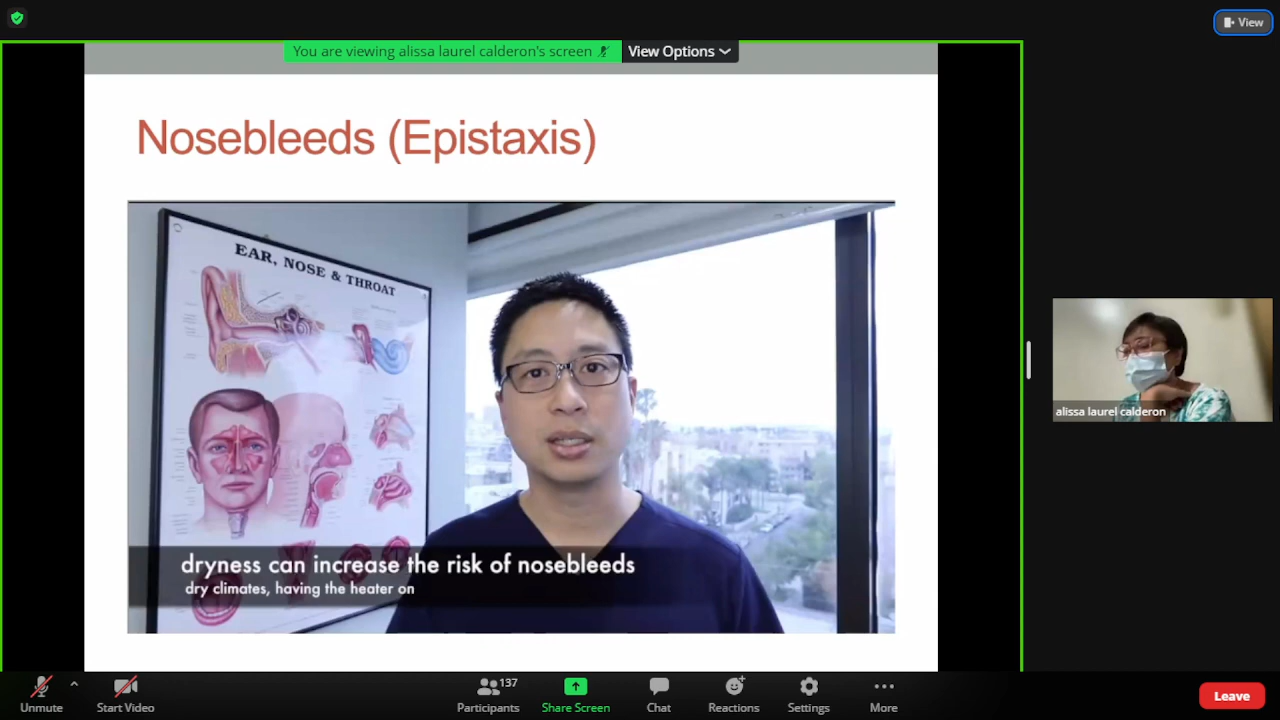 View
You are viewing alissa laurel calderon's screen
View Options
Nosebleeds (Epistaxis)
EAR, NOSE & THROAT
dryness can increase the risk of nosebleeds
dry climates, having the heater on
alissa laurel calderon
137
Unmute
Start Video
Participants
Share Screen
Chat
Reactions
Settings
More
Leave